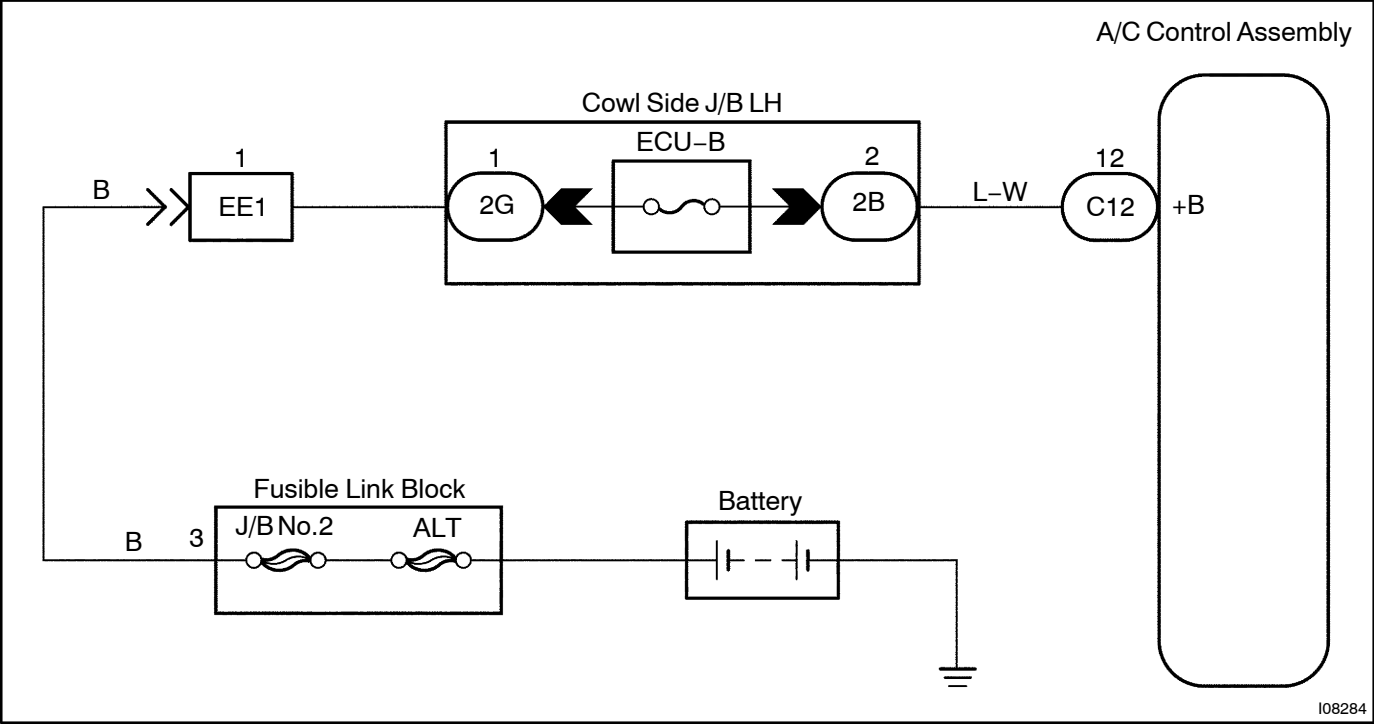 A/C Control Assembly
Cowl Side J/B LH
ECU–B
1
1
2
12
B
EE1
2G
2B
L–W
C12
+B
Fusible Link Block
Battery
J/B No.2
ALT
B
3
I08284